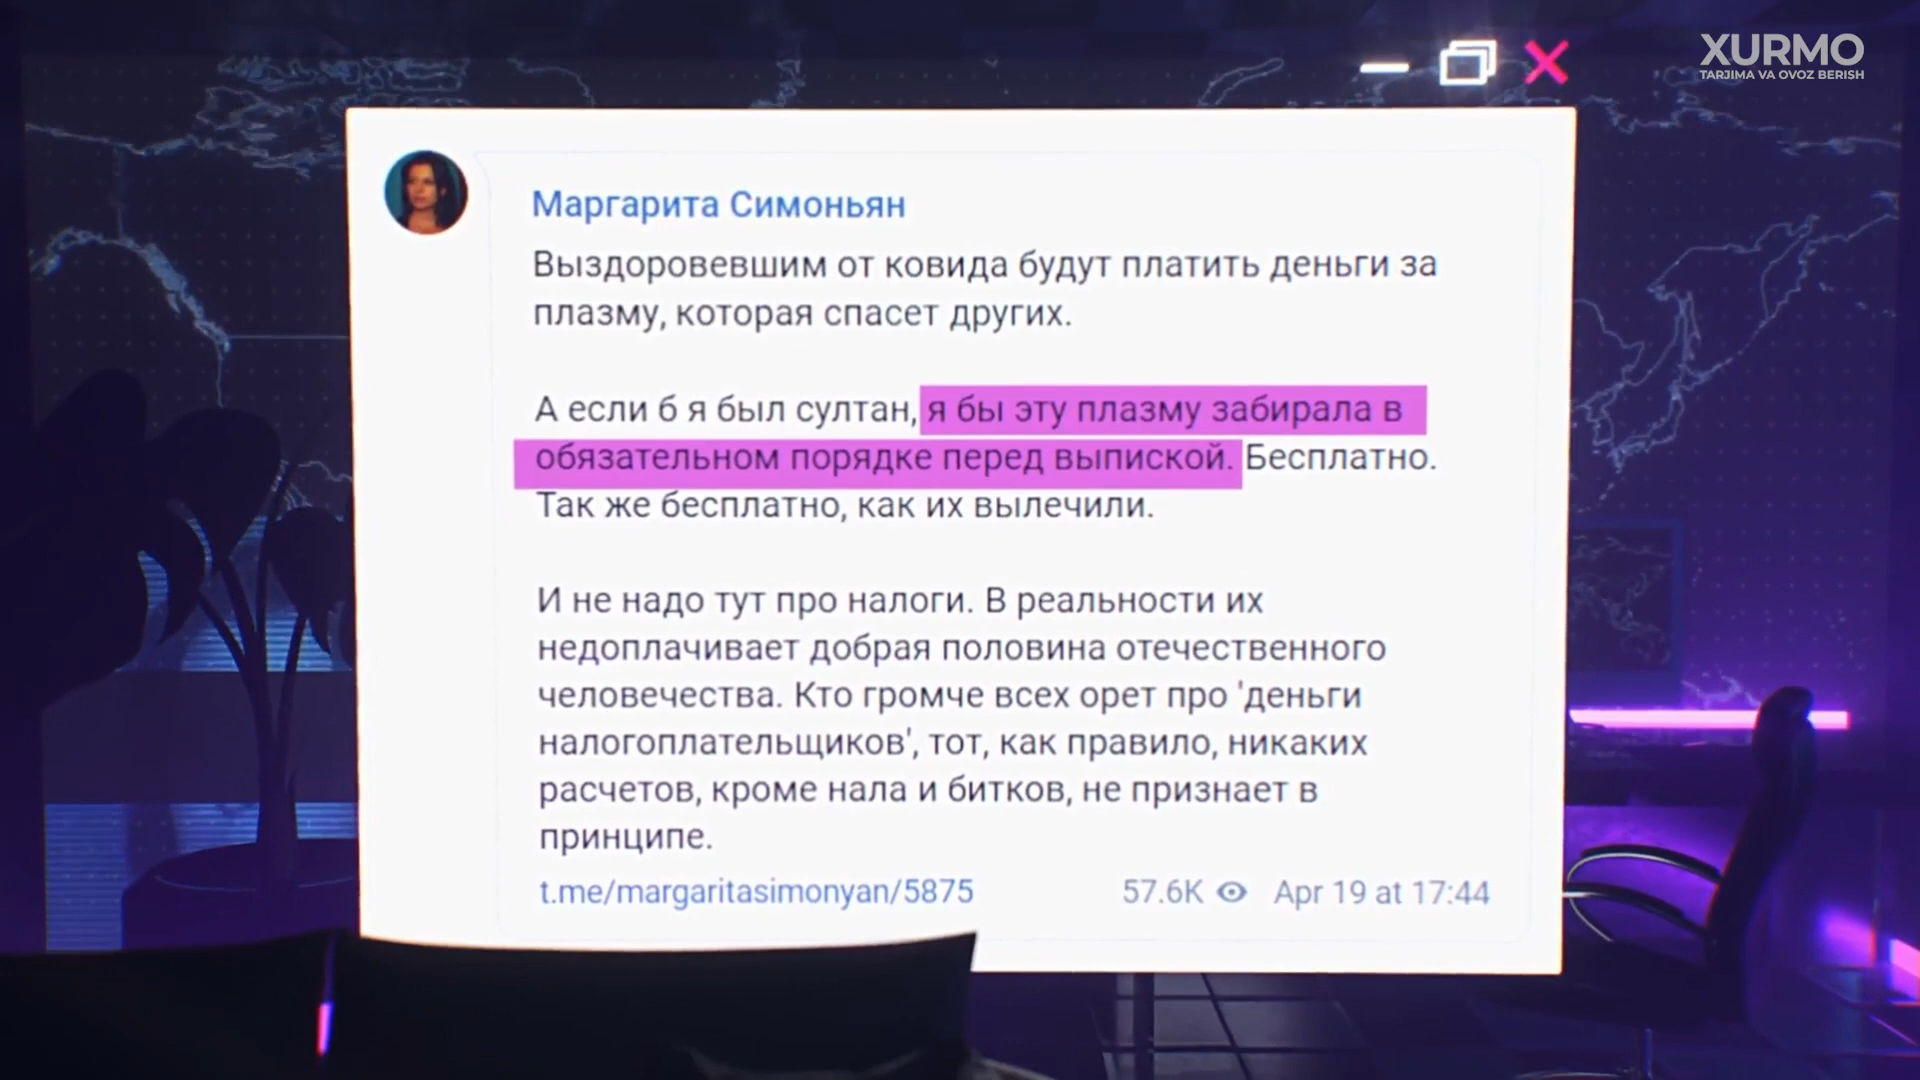 XURMO
TARJIMA VA OVOZ BERISH
Маргарита Симоньян
Выздоровевшим от ковида будут платить деньги за
плазму, которая спасет других.
А если б я был султан, я бы эту плазму забирала в
обязательном порядке перед выпиской. Бесплатно.
Так же бесплатно, как их вылечили.
И не надо тут про налоги. В реальности их
недоплачивает добрая половина отечественного
человечества. Кто громче всех орет про 'деньги
налогоплательщиков', тот, как правило, никаких
расчетов, кроме нала и битков, не признает в
принципе.
t.me/margaritasimonyan/5875 57.6K Apr 19 at 17:44